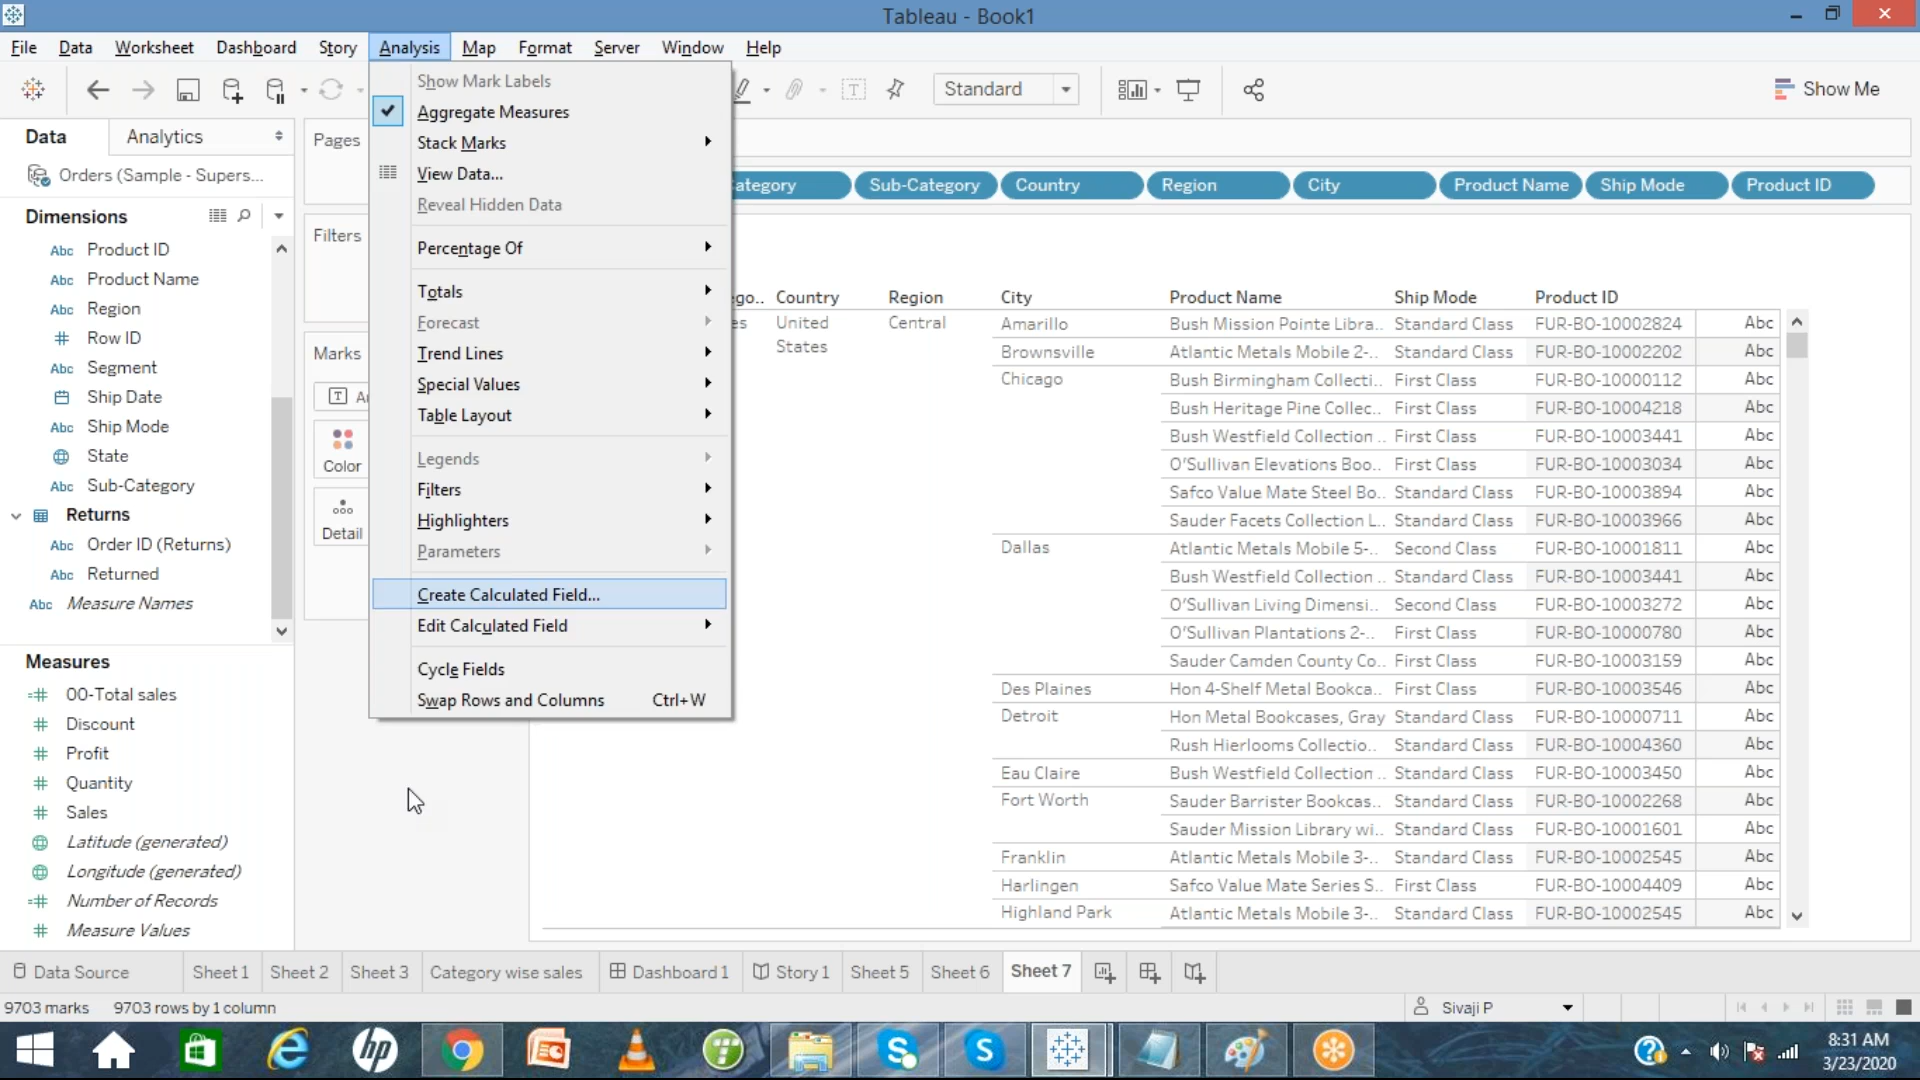 Tableau - Book1
File Data Worksheet Dashboard Story Analysis Map Format Server Window Help
Standard
Show Me
Data
Analytics
Orders (Sample - Supers...
Dimensions
Abc Product ID
Abc Product Name
Abc Region
# Row ID
Abc Segment
Ship Date
Abc Ship Mode
State
Abc Sub-Category
Returns
Abc Order ID (Returns)
Abc Returned
Abc Measure Names
Measures
=# 00-Total sales
# Discount
# Profit
# Quantity
# Sales
Latitude (generated)
Longitude (generated)
=# Number of Records
# Measure Values
Pages
Filters
Marks
Color
Detail
Show Mark Labels
Aggregate Measures
Stack Marks
View Data...
Reveal Hidden Data
Percentage Of
Totals
Forecast
Trend Lines
Special Values
Table Layout
Legends
Filters
Highlighters
Parameters
Create Calculated Field...
Edit Calculated Field
Cycle Fields
Swap Rows and Columns Ctrl+W
Sub-Category Country Region City Product Name Ship Mode Product ID
Country Region City Product Name Ship Mode Product ID
United States Central Amarillo Bush Mission Pointe Libra.. Standard Class FUR-BO-10002824 Abc
Brownsville Atlantic Metals Mobile 2-.. Standard Class FUR-BO-10002202 Abc
Chicago Bush Birmingham Collecti.. First Class FUR-BO-10000112 Abc
Bush Heritage Pine Collec.. First Class FUR-BO-10004218 Abc
Bush Westfield Collection .. First Class FUR-BO-10003441 Abc
O'Sullivan Elevations Boo.. First Class FUR-BO-10003034 Abc
Safco Value Mate Steel Bo.. Standard Class FUR-BO-10003894 Abc
Sauder Facets Collection L.. Standard Class FUR-BO-10003966 Abc
Dallas Atlantic Metals Mobile 5-.. Second Class FUR-BO-10001811 Abc
Bush Westfield Collection .. Standard Class FUR-BO-10003441 Abc
O'Sullivan Living Dimensi.. Second Class FUR-BO-10003272 Abc
O'Sullivan Plantations 2-.. First Class FUR-BO-10000780 Abc
Sauder Camden County Co.. First Class FUR-BO-10003159 Abc
Des Plaines Hon 4-Shelf Metal Bookca.. First Class FUR-BO-10003546 Abc
Detroit Hon Metal Bookcases, Gray Standard Class FUR-BO-10000711 Abc
Rush Hierlooms Collectio.. Standard Class FUR-BO-10004360 Abc
Eau Claire Bush Westfield Collection .. Standard Class FUR-BO-10003450 Abc
Fort Worth Sauder Barrister Bookcas.. Standard Class FUR-BO-10002268 Abc
Sauder Mission Library wi.. Standard Class FUR-BO-10001601 Abc
Franklin Atlantic Metals Mobile 3-.. Standard Class FUR-BO-10002545 Abc
Harlingen Safco Value Mate Series S.. First Class FUR-BO-10004409 Abc
Highland Park Atlantic Metals Mobile 3-.. Standard Class FUR-BO-10002545 Abc
Data Source Sheet 1 Sheet 2 Sheet 3 Category wise sales Dashboard 1 Story 1 Sheet 5 Sheet 6 Sheet 7
9703 marks 9703 rows by 1 column Sivaji P
8:31 AM
3/23/2020